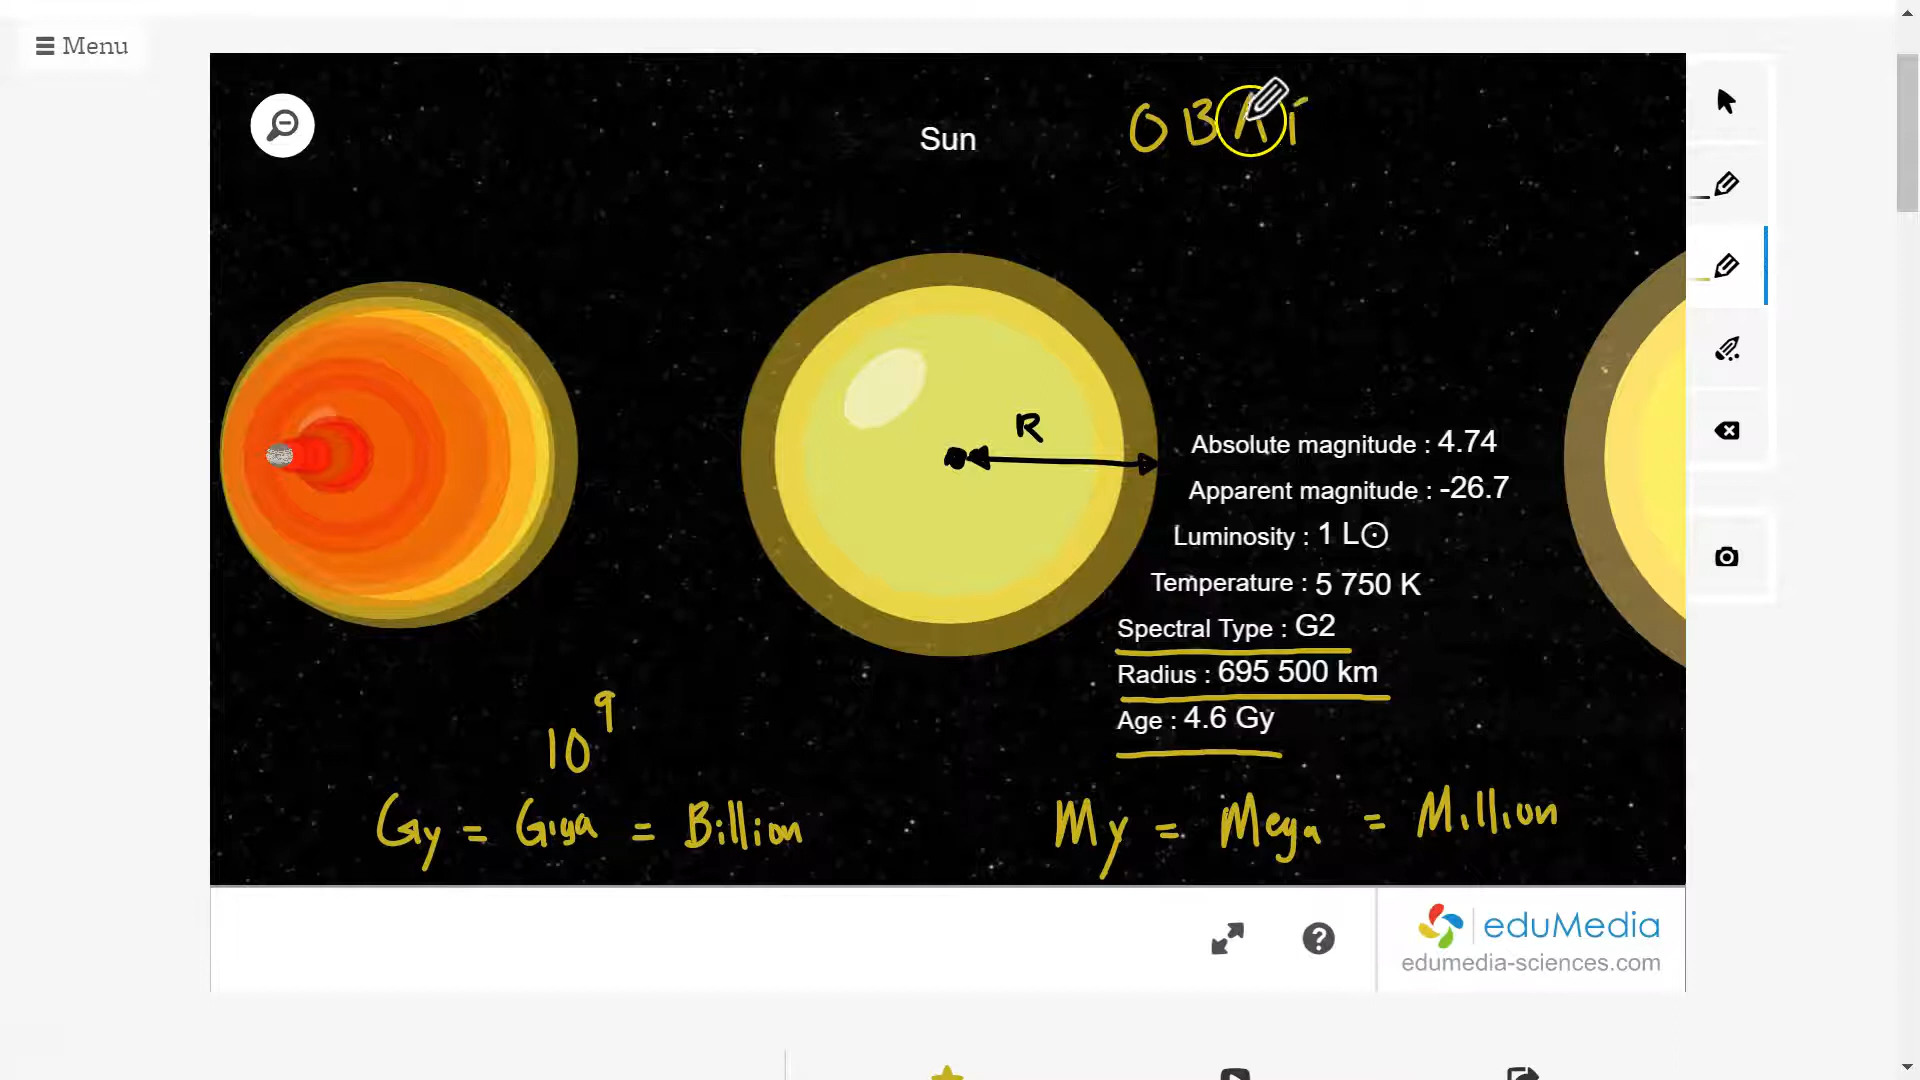 Menu
Sun
O B A F
R
Absolute magnitude : 4.74
Apparent magnitude : -26.7
Luminosity : 1 L⊙
Temperature : 5 750 K
Spectral Type : G2
Radius : 695 500 km
Age : 4.6 Gy
10⁹
Gy = Giga = Billion
My = Mega = Million
eduMedia
edumedia-sciences.com